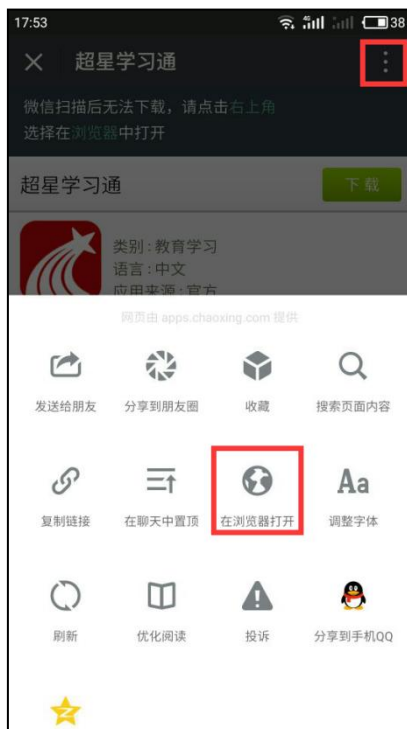 17:53
4G
38
超星学习通
微信扫描后无法下载，请点击右上角
选择在浏览器中打开
超星学习通
下载
类别:教育学习
语言:中文
应用来源:官方
网页由 apps.chaoxing.com 提供
发送给朋友 分享到朋友圈 收藏 搜索页面内容
Aa
复制链接 在聊天中置顶 在浏览器打开 调整字体
刷新 优化阅读 投诉 分享到手机QQ